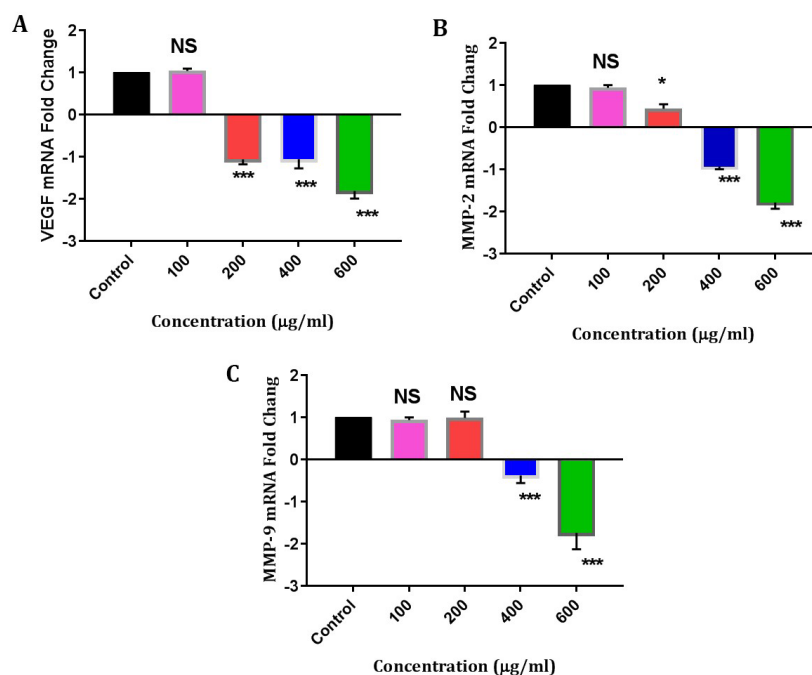 A
VEGF mRNA Fold Change
2
1
0
-1
-2
-3
NS
***
***
***
Control
100
200
400
600
Concentration (µg/ml)
B
MMP-2 mRNA Fold Chang
2
1
0
-1
-2
-3
NS
*
***
***
Control
100
200
400
600
Concentration (µg/ml)
C
MMP-9 mRNA Fold Chang
2
1
0
-1
-2
-3
NS
NS
***
***
Control
100
200
400
600
Concentration (µg/ml)